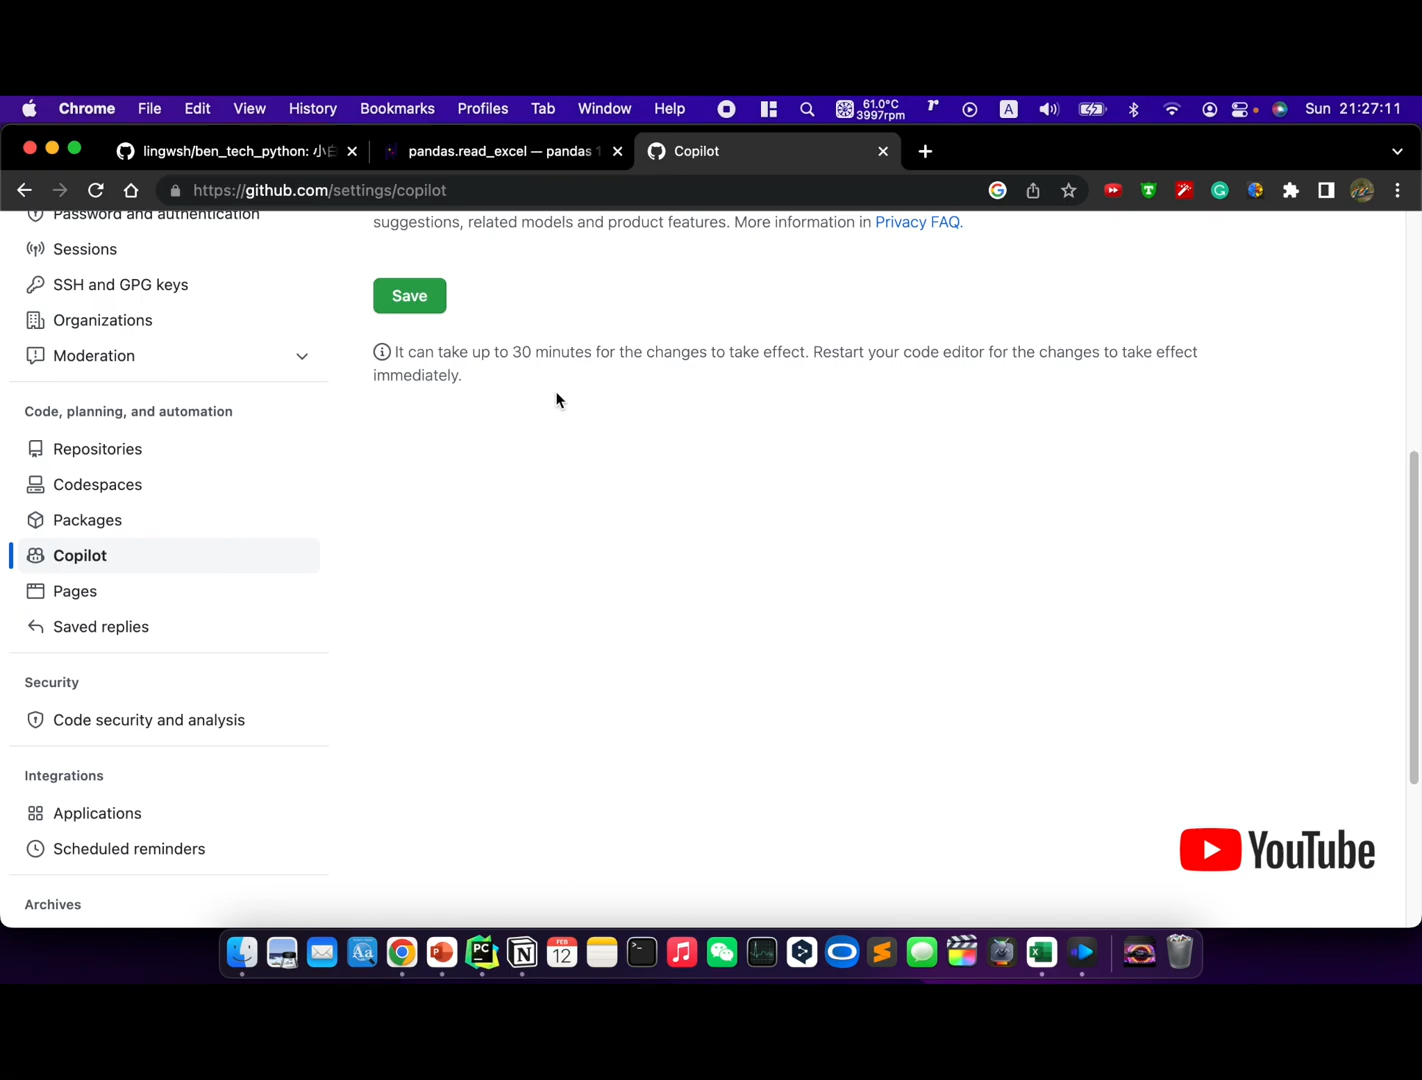 Chrome File Edit View History Bookmarks Profiles Tab Window Help 61.0°C 3997rpm A Sun 21:27:11
lingwsh/ben_tech_python: 小白 pandas.read_excel — pandas 1 Copilot
https://github.com/settings/copilot
Password and authentication
Sessions
SSH and GPG keys
Organizations
Moderation
Code, planning, and automation
Repositories
Codespaces
Packages
Copilot
Pages
Saved replies
Security
Code security and analysis
Integrations
Applications
Scheduled reminders
Archives
suggestions, related models and product features. More information in Privacy FAQ.
Save
It can take up to 30 minutes for the changes to take effect. Restart your code editor for the changes to take effect
immediately.
YouTube
Aa
PC
FEB
12